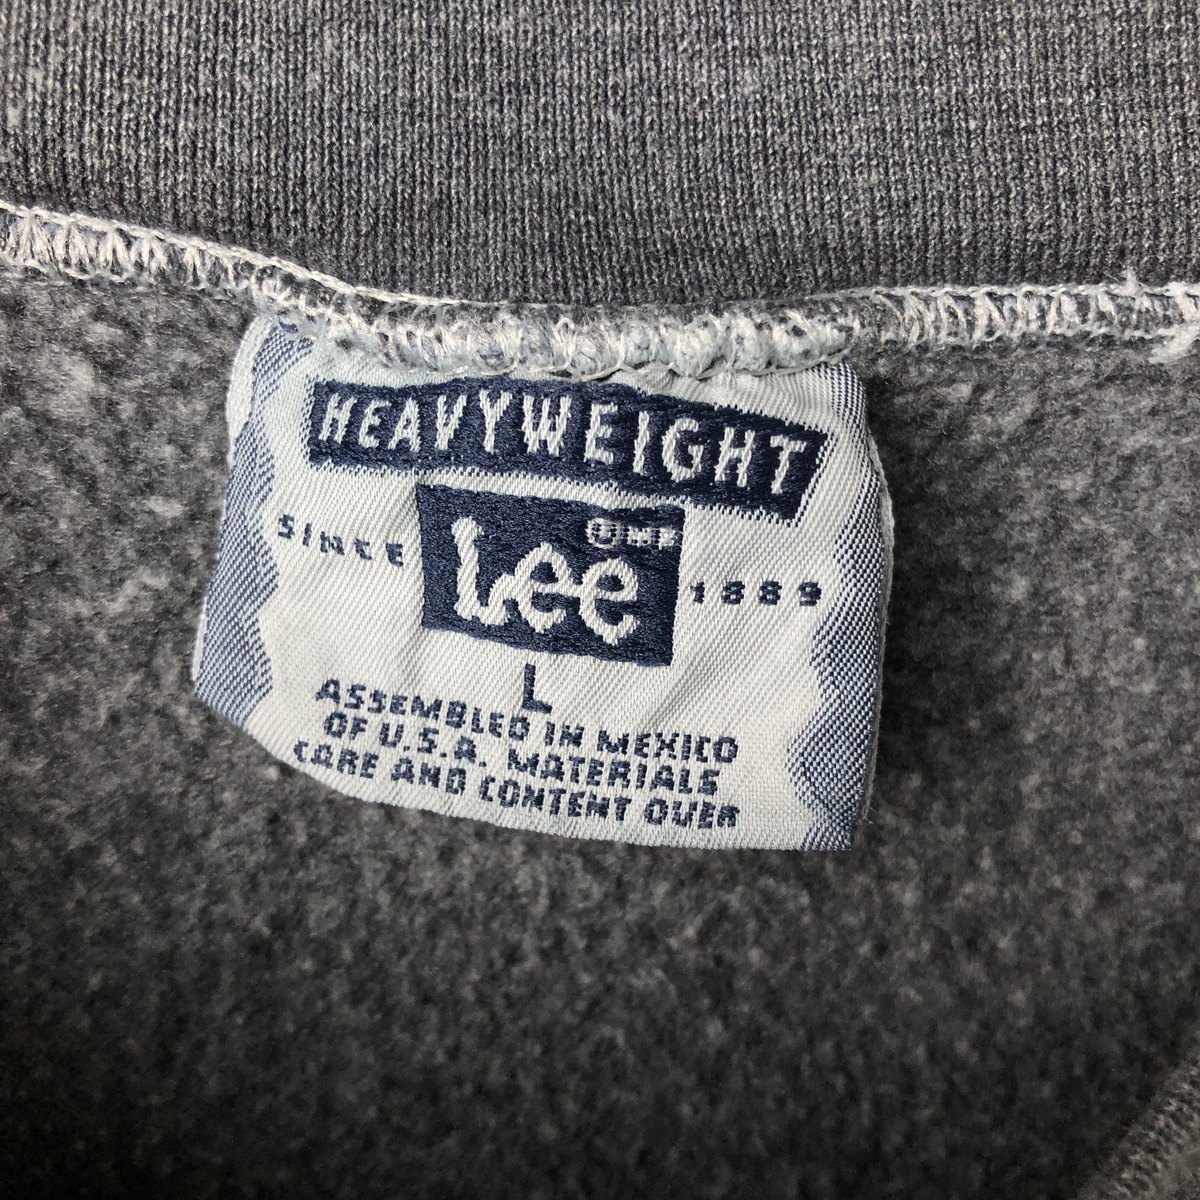 HEAVYWEIGHT
SINCE Lee 1889
L
ASSEMBLED IN MEXICO
OF U.S.A. MATERIALS
CARE AND CONTENT OVER